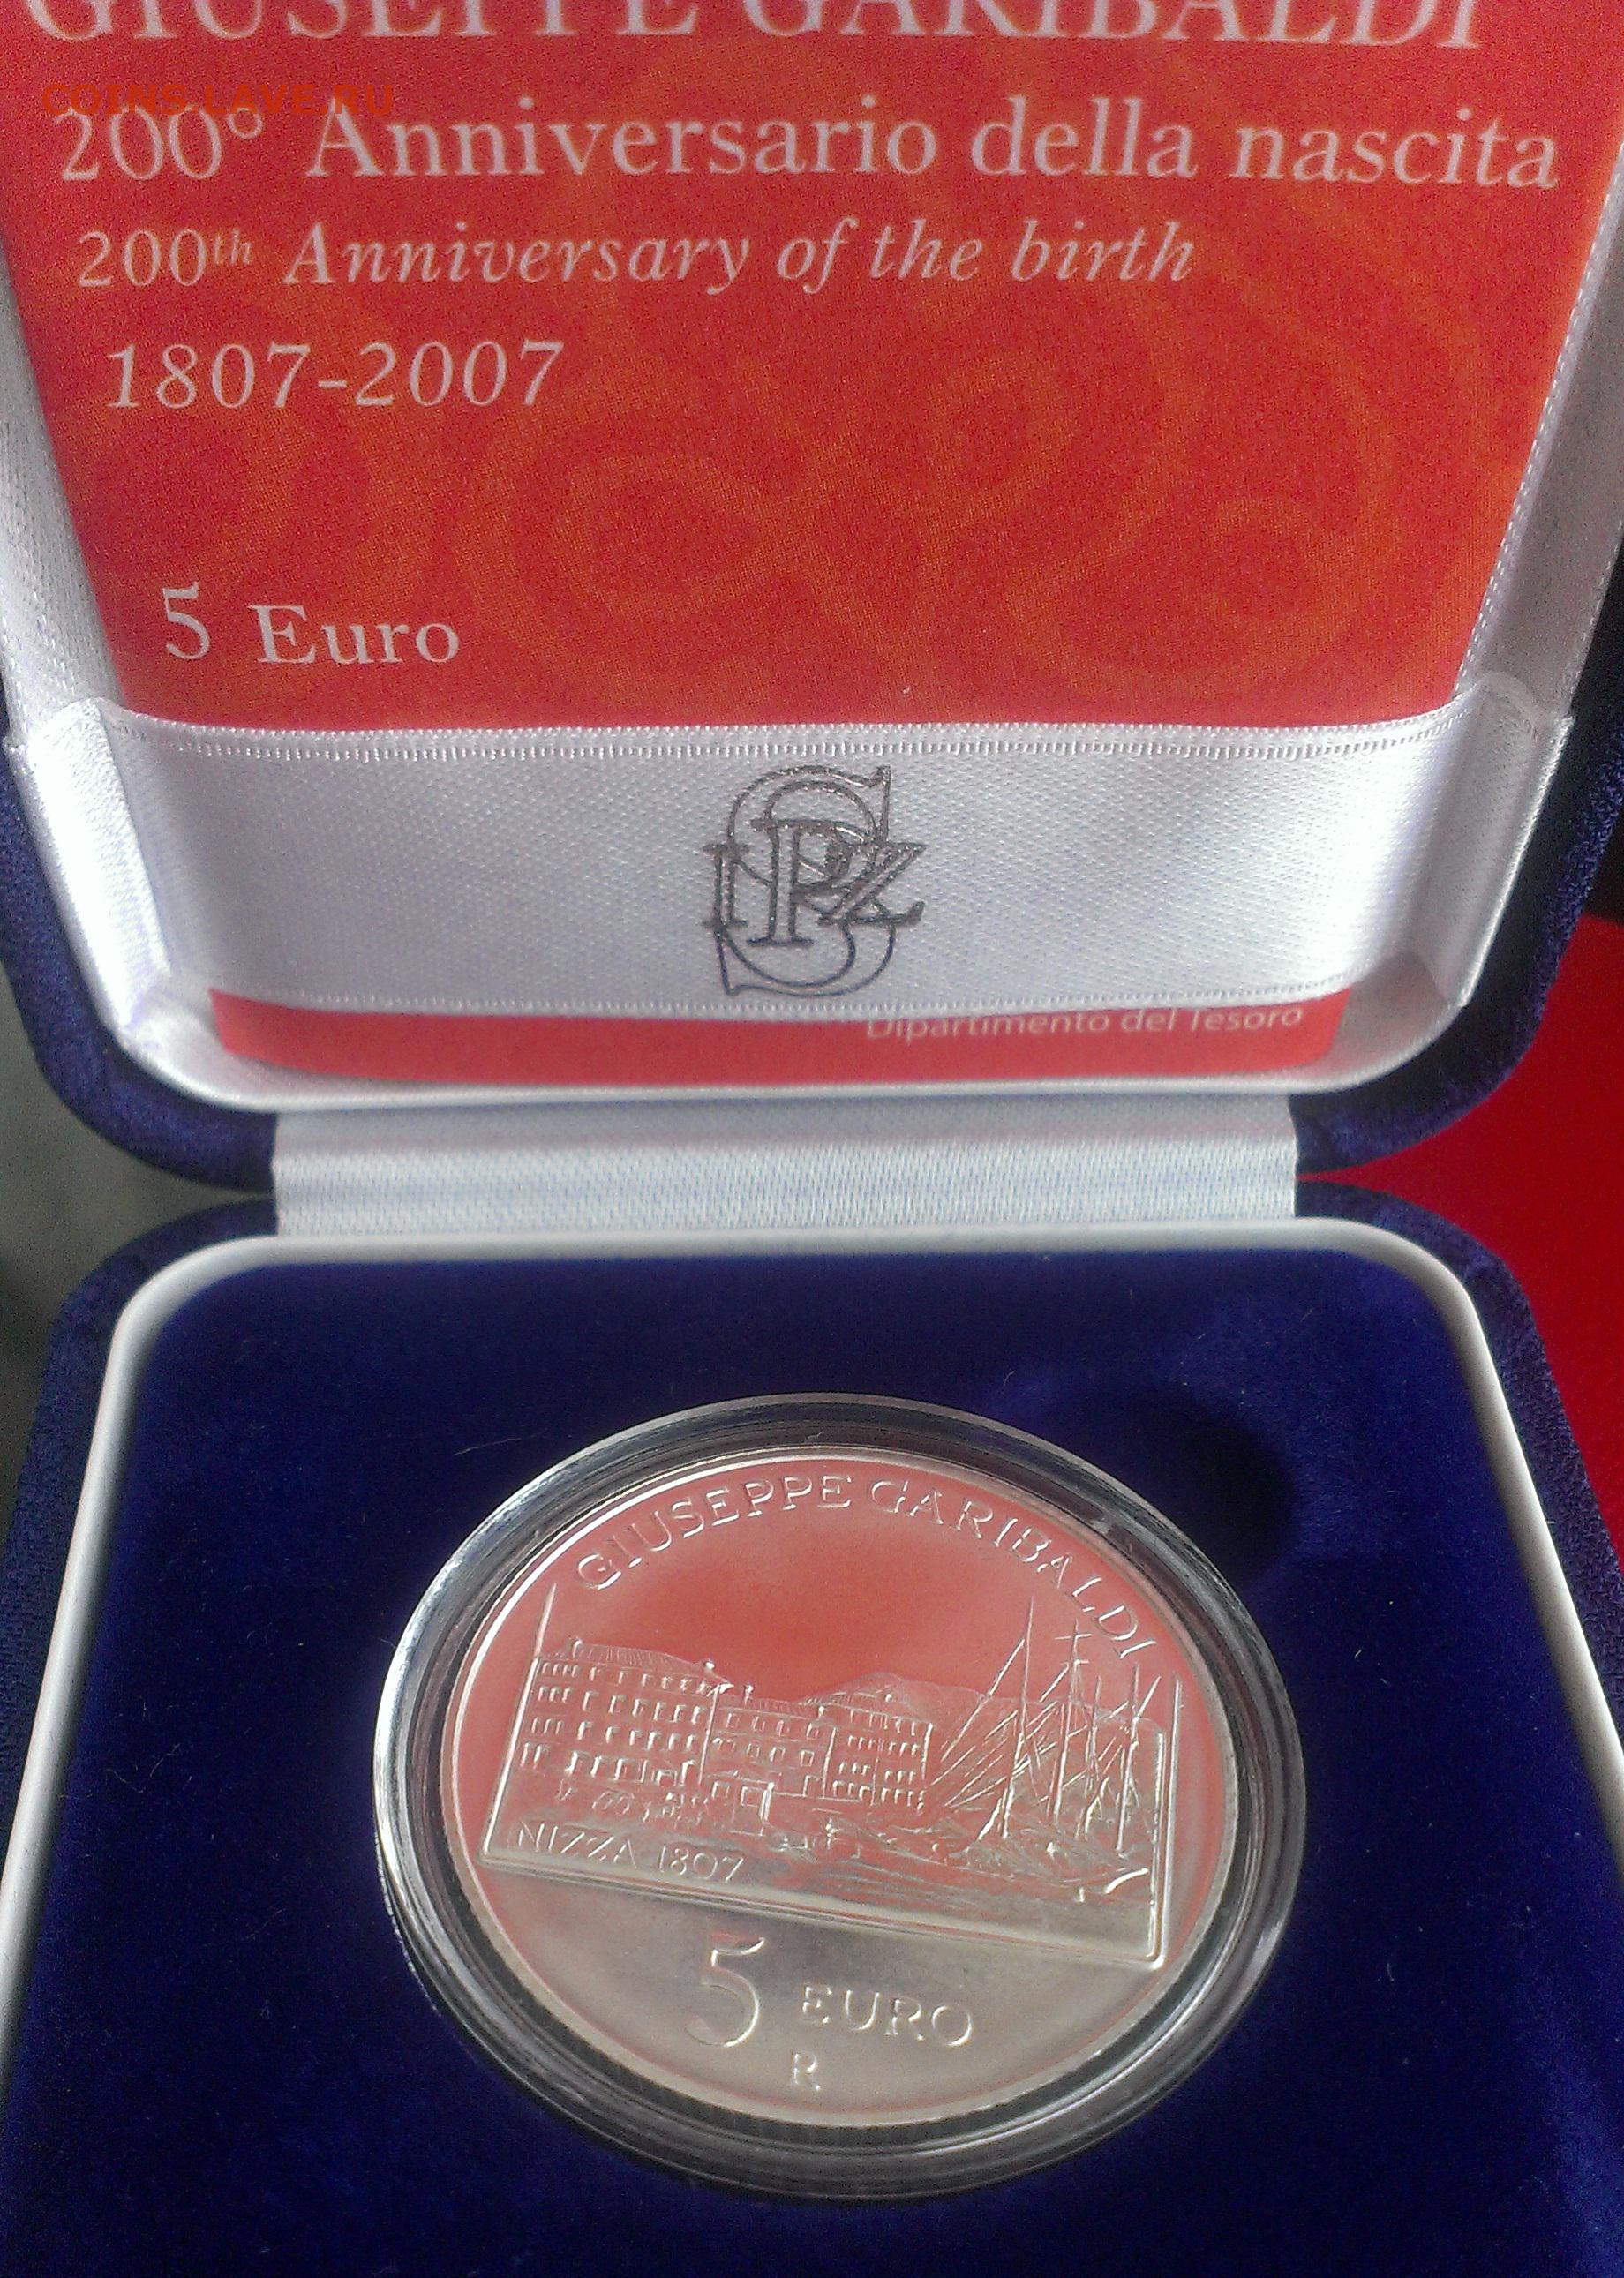 GIUSEPPE GARIBALDI
COINS.LAVE.RU
200° Anniversario della nascita
200th Anniversary of the birth
1807-2007
5 Euro
IPZS
Dipartimento del Tesoro
GIUSEPPE GARIBALDI
NIZZA 1807
5 EURO
R